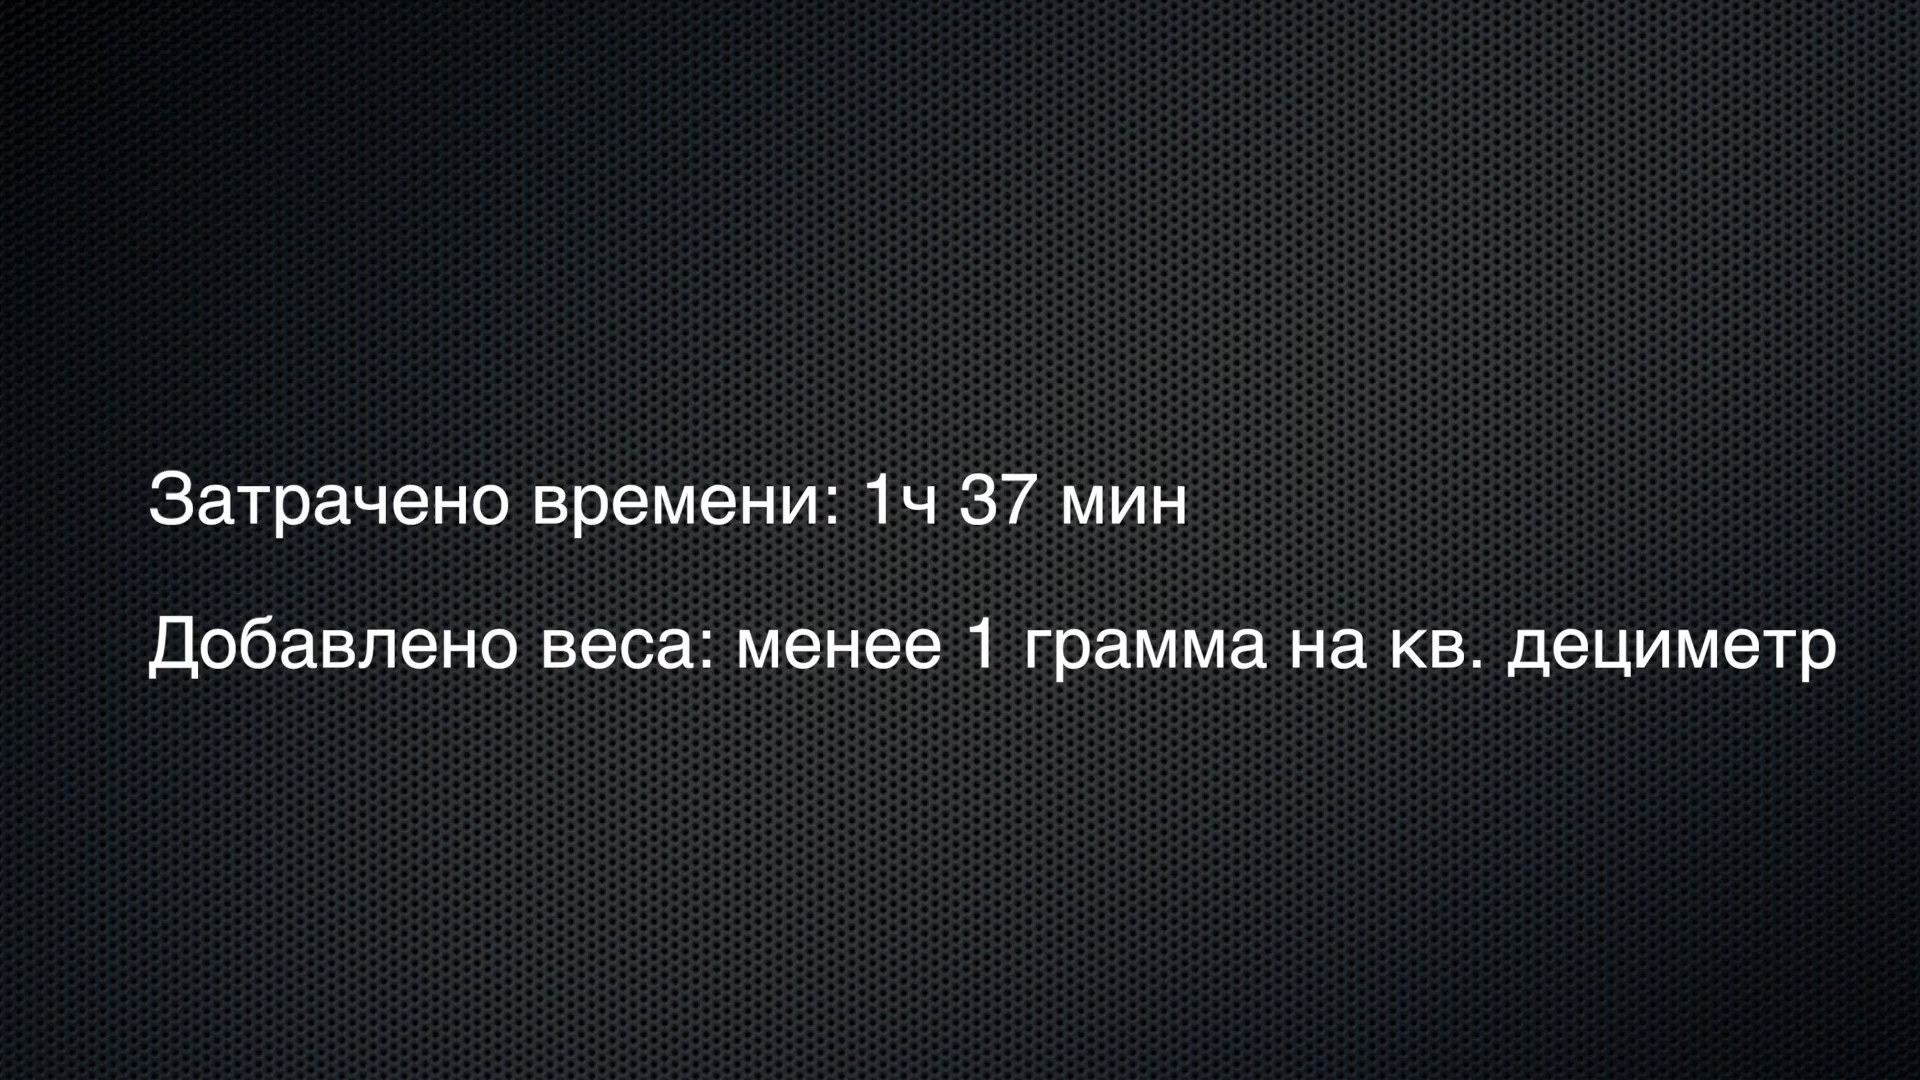 Затрачено времени: 1ч 37 мин
Добавлено веса: менее 1 грамма на кв. дециметр